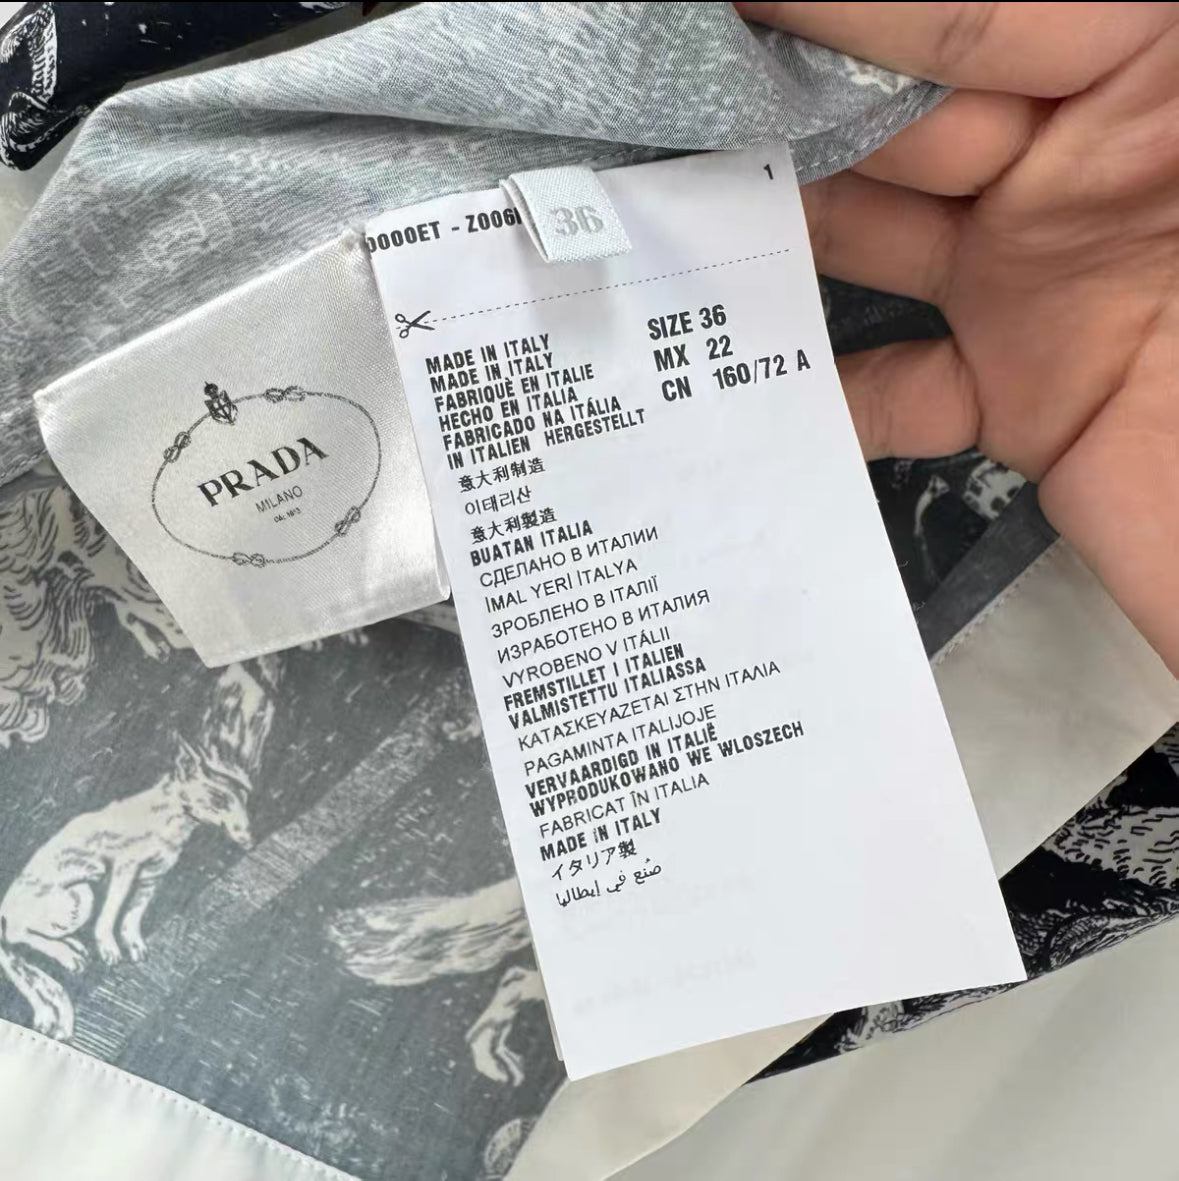 1
0000ET - Z006
36
SIZE 36
MX 22
CN 160/72 A
MADE IN ITALY
MADE IN ITALY
FABRIQUÈ EN ITALIE
HECHO EN ITALIA
FABRICADO NA ITÁLIA
IN ITALIEN HERGESTELLT
意大利制造
이태리산
意大利製造
BUATAN ITALIA
СДЕЛАНО В ИТАЛИИ
İMAL YERİ İTALYA
ЗРОБЛЕНО В ІТАЛІЇ
ИЗРАБОТЕНО В ИТАЛИЯ
VYROBENO V ITÁLII
FREMSTILLET I ITALIEN
VALMISTETTU ITALIASSA
ΚΑΤΑΣΚΕΥΑΖΕΤΑΙ ΣΤΗΝ ΙΤΑΛΙΑ
PAGAMINTA ITALIJOJE
VERVAARDIGD IN ITALIË
WYPRODUKOWANO WE WLOSZECH
FABRICAT ÎN ITALIA
MADE IN ITALY
イタリア製
صُنع في إيطاليا
PRADA
MILANO